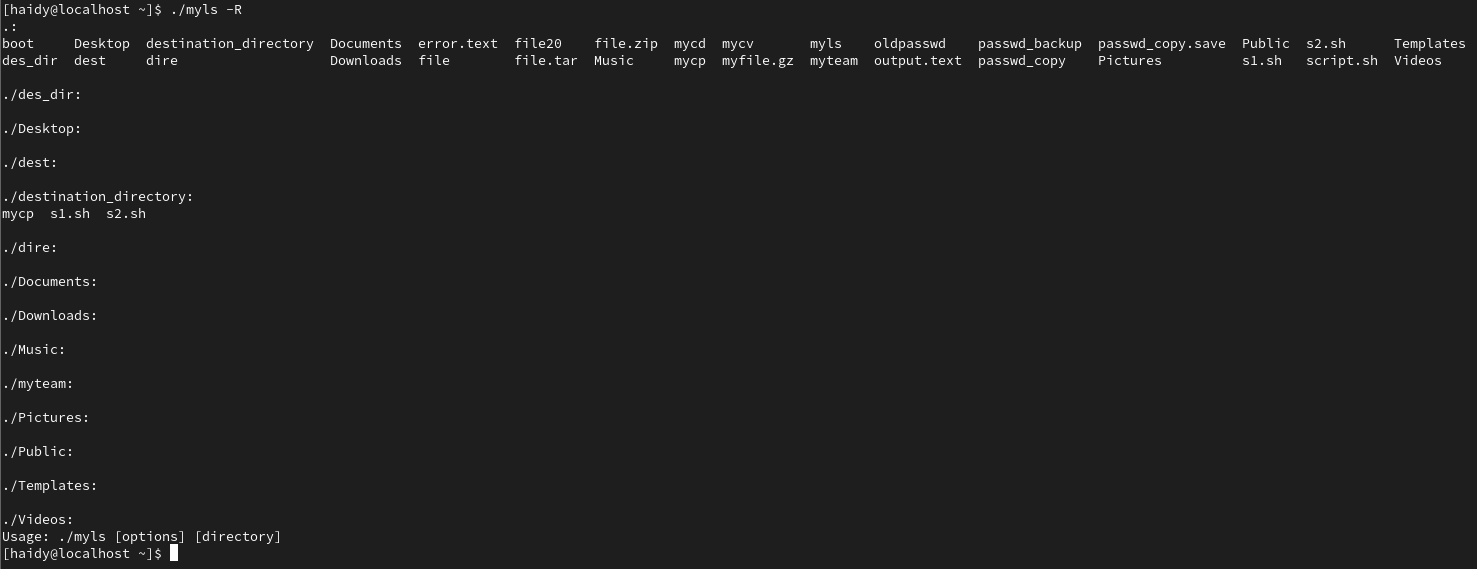 [haidy@localhost ~]$ ./myls -R
.:
boot     Desktop  destination_directory  Documents  error.text  file20    file.zip  mycd  mycv       myls    oldpasswd    passwd_backup  passwd_copy.save  Public  s2.sh      Templates
des_dir  dest     dire                   Downloads  file        file.tar  Music     mycp  myfile.gz  myteam  output.text  passwd_copy    Pictures          s1.sh   script.sh  Videos
./des_dir:
./Desktop:
./dest:
./destination_directory:
mycp  s1.sh  s2.sh
./dire:
./Documents:
./Downloads:
./Music:
./myteam:
./Pictures:
./Public:
./Templates:
./Videos:
Usage: ./myls [options] [directory]
[haidy@localhost ~]$